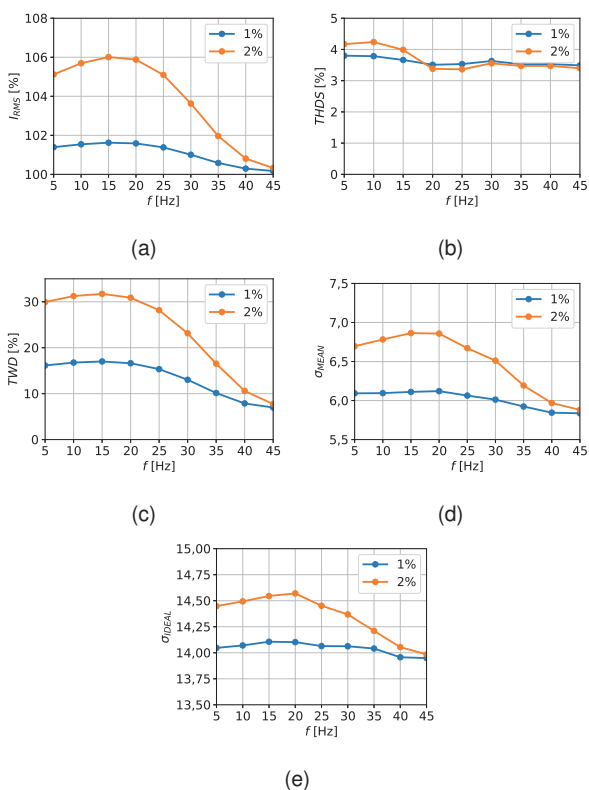 108
106
104
102
100
I_RMS [%]
1%
2%
5 10 15 20 25 30 35 40 45
f [Hz]
(a)
5
4
3
2
1
0
THDS [%]
1%
2%
5 10 15 20 25 30 35 40 45
f [Hz]
(b)
30
20
10
0
TWD [%]
1%
2%
5 10 15 20 25 30 35 40 45
f [Hz]
(c)
7,5
7,0
6,5
6,0
5,5
σ_MEAN
1%
2%
5 10 15 20 25 30 35 40 45
f [Hz]
(d)
15,00
14,75
14,50
14,25
14,00
13,75
13,50
σ_IDEAL
1%
2%
5 10 15 20 25 30 35 40 45
f [Hz]
(e)